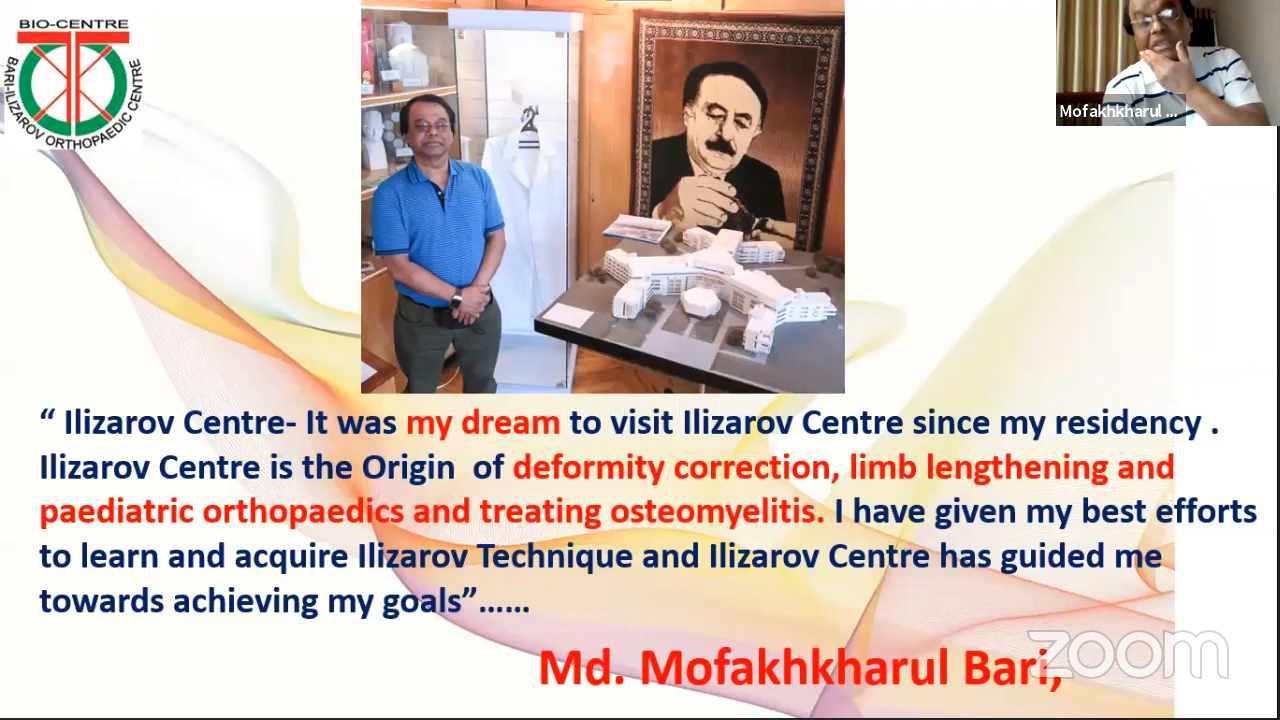 BIO-CENTRE
BARI-ILIZAROV ORTHOPAEDIC CENTRE
Mofakhkharul ...
“ Ilizarov Centre- It was my dream to visit Ilizarov Centre since my residency .
Ilizarov Centre is the Origin  of deformity correction, limb lengthening and
paediatric orthopaedics and treating osteomyelitis. I have given my best efforts
to learn and acquire Ilizarov Technique and Ilizarov Centre has guided me
towards achieving my goals”......
Md. Mofakhkharul Bari,
zoom